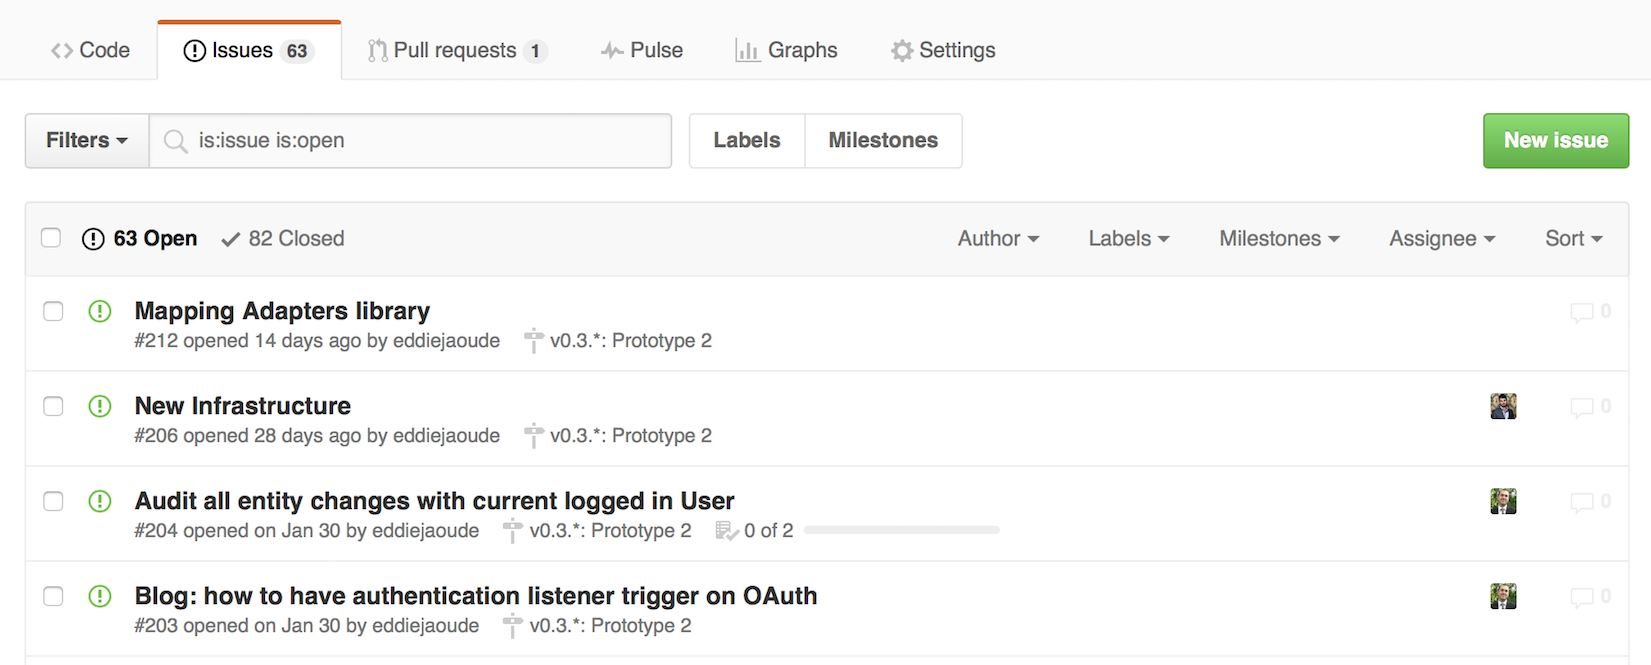 Code Issues 63 Pull requests 1 Pulse Graphs Settings
Filters is:issue is:open Labels Milestones New issue
63 Open 82 Closed Author Labels Milestones Assignee Sort
Mapping Adapters library 0
#212 opened 14 days ago by eddiejaoude v0.3.*: Prototype 2
New Infrastructure 0
#206 opened 28 days ago by eddiejaoude v0.3.*: Prototype 2
Audit all entity changes with current logged in User 0
#204 opened on Jan 30 by eddiejaoude v0.3.*: Prototype 2 0 of 2
Blog: how to have authentication listener trigger on OAuth 0
#203 opened on Jan 30 by eddiejaoude v0.3.*: Prototype 2